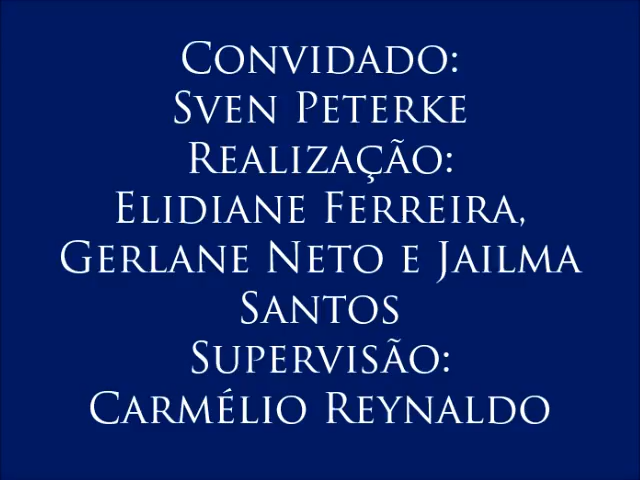 Convidado:
Sven Peterke
Realização:
Elidiane Ferreira,
Gerlane Neto e Jailma
Santos
Supervisão:
Carmélio Reynaldo